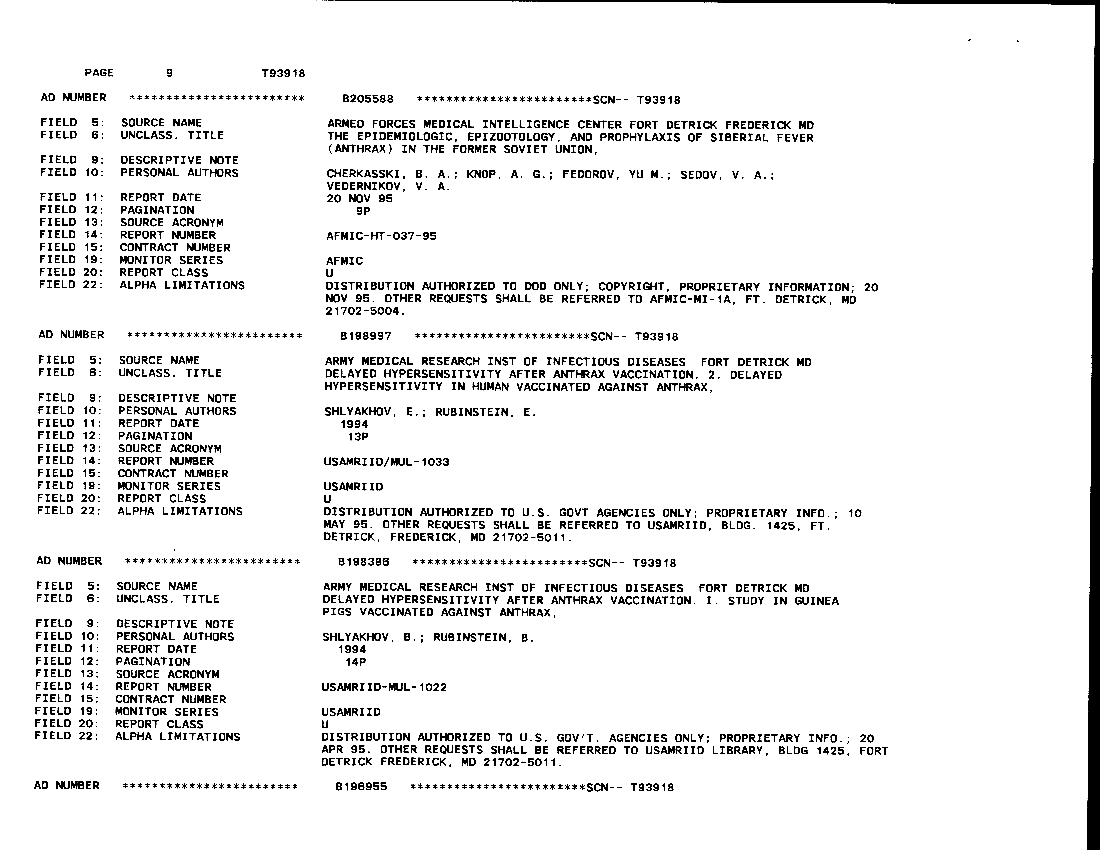 PAGE 9 T93918
AD NUMBER ************************ B205588 ************************SCN-- T93918
FIELD 5: SOURCE NAME ARMED FORCES MEDICAL INTELLIGENCE CENTER FORT DETRICK FREDERICK MD
FIELD 6: UNCLASS. TITLE THE EPIDEMIOLOGIC, EPIZOOTOLOGY, AND PROPHYLAXIS OF SIBERIAL FEVER
(ANTHRAX) IN THE FORMER SOVIET UNION,
FIELD 9: DESCRIPTIVE NOTE
FIELD 10: PERSONAL AUTHORS CHERKASSKI, B. A.; KNOP, A. G.; FEDOROV, YU M.; SEDOV, V. A.;
VEDERNIKOV, V. A.
FIELD 11: REPORT DATE 20 NOV 95
FIELD 12: PAGINATION 9P
FIELD 13: SOURCE ACRONYM
FIELD 14: REPORT NUMBER AFMIC-HT-037-95
FIELD 15: CONTRACT NUMBER
FIELD 19: MONITOR SERIES AFMIC
FIELD 20: REPORT CLASS U
FIELD 22: ALPHA LIMITATIONS DISTRIBUTION AUTHORIZED TO DOD ONLY; COPYRIGHT, PROPRIETARY INFORMATION; 20
NOV 95. OTHER REQUESTS SHALL BE REFERRED TO AFMIC-MI-1A, FT. DETRICK, MD
21702-5004.
AD NUMBER ************************ B198997 ************************SCN-- T93918
FIELD 5: SOURCE NAME ARMY MEDICAL RESEARCH INST OF INFECTIOUS DISEASES FORT DETRICK MD
FIELD 6: UNCLASS. TITLE DELAYED HYPERSENSITIVITY AFTER ANTHRAX VACCINATION. 2. DELAYED
HYPERSENSITIVITY IN HUMAN VACCINATED AGAINST ANTHRAX,
FIELD 9: DESCRIPTIVE NOTE
FIELD 10: PERSONAL AUTHORS SHLYAKHOV, E.; RUBINSTEIN, E.
FIELD 11: REPORT DATE 1994
FIELD 12: PAGINATION 13P
FIELD 13: SOURCE ACRONYM
FIELD 14: REPORT NUMBER USAMRIID/MUL-1033
FIELD 15: CONTRACT NUMBER
FIELD 19: MONITOR SERIES USAMRIID
FIELD 20: REPORT CLASS U
FIELD 22: ALPHA LIMITATIONS DISTRIBUTION AUTHORIZED TO U.S. GOVT AGENCIES ONLY; PROPRIETARY INFO.; 10
MAY 95. OTHER REQUESTS SHALL BE REFERRED TO USAMRIID, BLDG. 1425, FT.
DETRICK, FREDERICK, MD 21702-5011.
AD NUMBER ************************ B198386 ************************SCN-- T93918
FIELD 5: SOURCE NAME ARMY MEDICAL RESEARCH INST OF INFECTIOUS DISEASES FORT DETRICK MD
FIELD 6: UNCLASS. TITLE DELAYED HYPERSENSITIVITY AFTER ANTHRAX VACCINATION. I. STUDY IN GUINEA
PIGS VACCINATED AGAINST ANTHRAX,
FIELD 9: DESCRIPTIVE NOTE
FIELD 10: PERSONAL AUTHORS SHLYAKHOV, B.; RUBINSTEIN, B.
FIELD 11: REPORT DATE 1994
FIELD 12: PAGINATION 14P
FIELD 13: SOURCE ACRONYM
FIELD 14: REPORT NUMBER USAMRIID-MUL-1022
FIELD 15: CONTRACT NUMBER
FIELD 19: MONITOR SERIES USAMRIID
FIELD 20: REPORT CLASS U
FIELD 22: ALPHA LIMITATIONS DISTRIBUTION AUTHORIZED TO U.S. GOV'T. AGENCIES ONLY; PROPRIETARY INFO.; 20
APR 95. OTHER REQUESTS SHALL BE REFERRED TO USAMRIID LIBRARY, BLDG 1425, FORT
DETRICK FREDERICK, MD 21702-5011.
AD NUMBER ************************ B196955 ************************SCN-- T93918